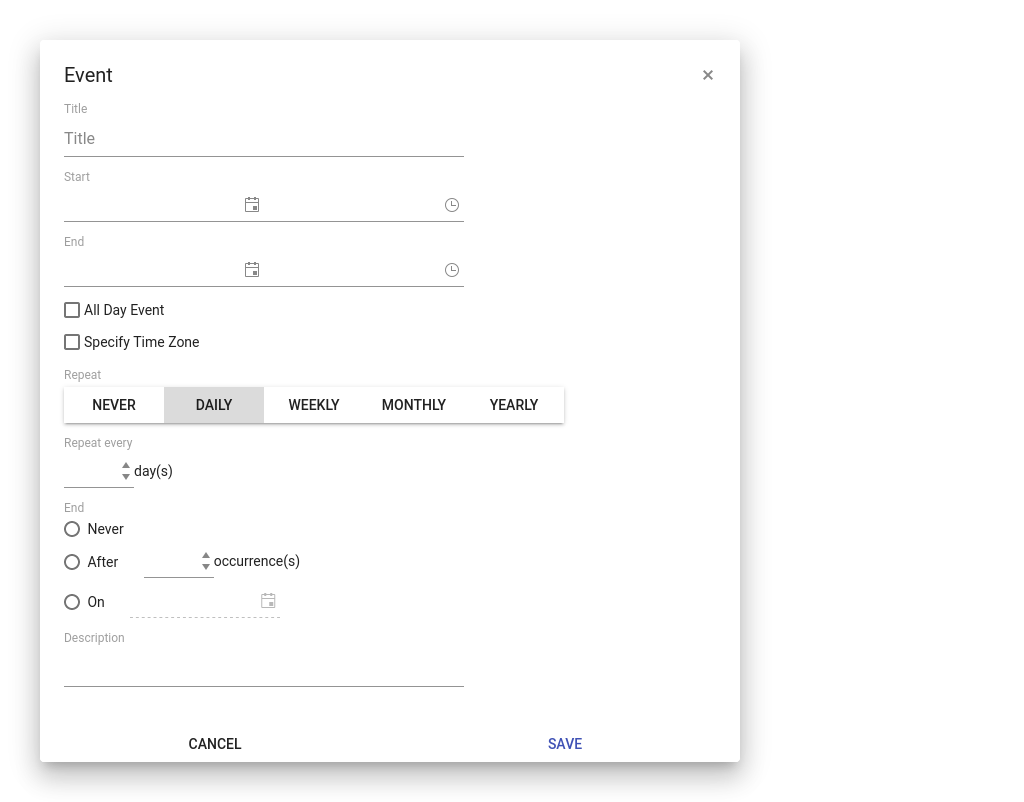 Event
Title
Title
Start
End
All Day Event
Specify Time Zone
Repeat
NEVER DAILY WEEKLY MONTHLY YEARLY
Repeat every
day(s)
End
Never
After occurrence(s)
On
Description
CANCEL SAVE